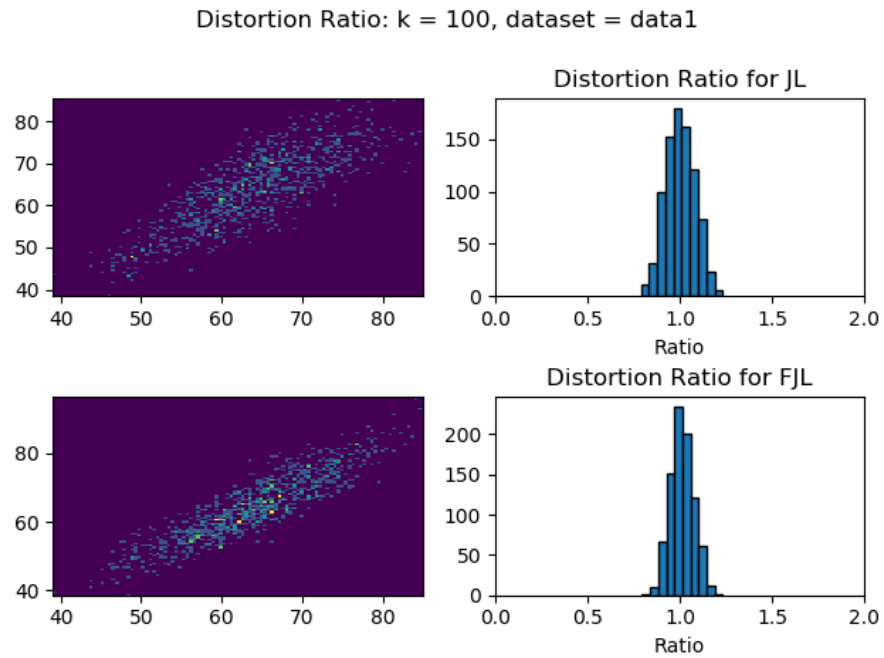 Distortion Ratio: k = 100, dataset = data1
Distortion Ratio for JL
80
70
60
50
40
40 50 60 70 80
150
100
50
0
0.0 0.5 1.0 1.5 2.0
Ratio
Distortion Ratio for FJL
80
60
40
40 50 60 70 80
200
150
100
50
0
0.0 0.5 1.0 1.5 2.0
Ratio